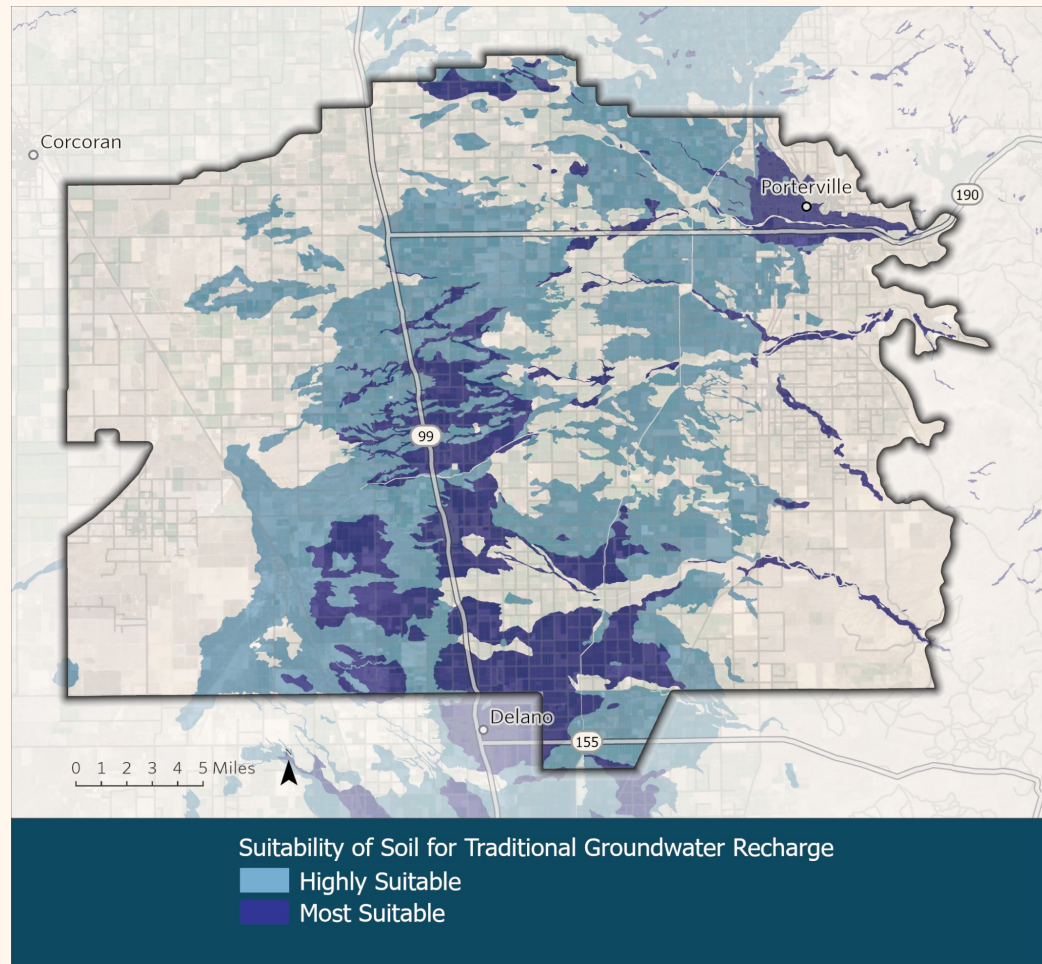 Corcoran
Porterville
190
99
Delano
155
0 1 2 3 4 5 Miles
N
Suitability of Soil for Traditional Groundwater Recharge
Highly Suitable
Most Suitable